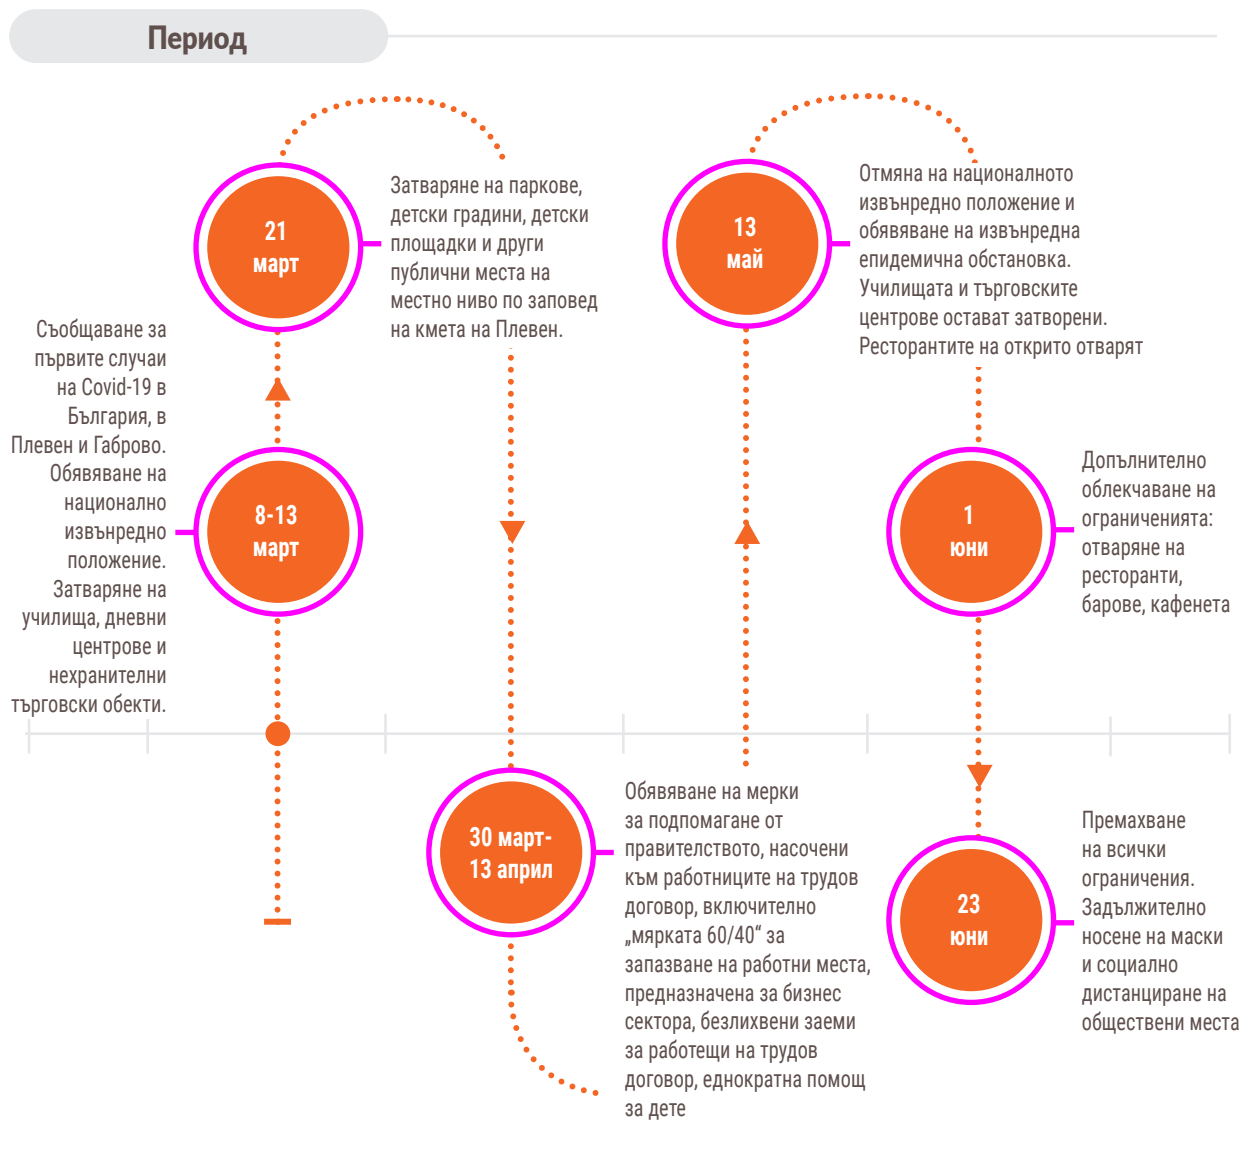 Период
8-13
март
Съобщаване за
първите случаи
на Covid-19 в
България, в
Плевен и Габрово.
Обявяване на
национално
извънредно
положение.
Затваряне на
училища, дневни
центрове и
нехранителни
търговски обекти.
21
март
Затваряне на паркове,
детски градини, детски
площадки и други
публични места на
местно ниво по заповед
на кмета на Плевен.
30 март-
13 април
Обявяване на мерки
за подпомагане от
правителството, насочени
към работниците на трудов
договор, включително
„мярката 60/40“ за
запазване на работни места,
предназначена за бизнес
сектора, безлихвени заеми
за работещи на трудов
договор, еднократна помощ
за дете
13
май
Отмяна на националното
извънредно положение и
обявяване на извънредна
епидемична обстановка.
Училищата и търговските
центрове остават затворени.
Ресторантите на открито отварят
1
юни
Допълнително
облекчаване на
ограниченията:
отваряне на
ресторанти,
барове, кафенета
23
юни
Премахване
на всички
ограничения.
Задължително
носене на маски
и социално
дистанциране на
обществени места